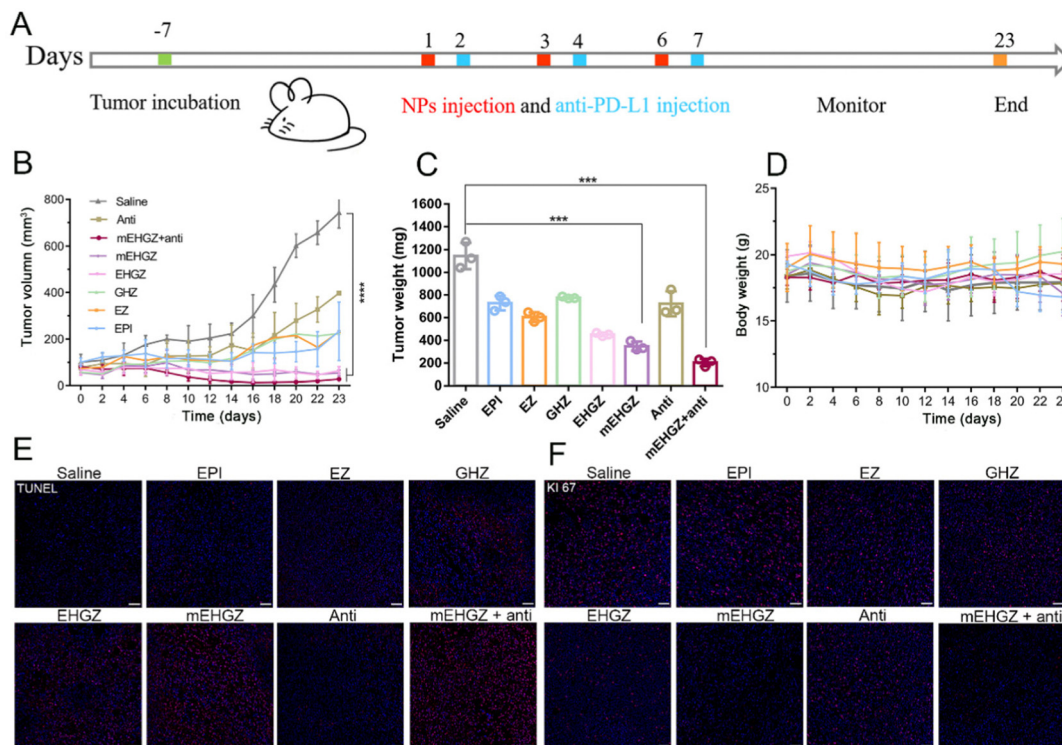 A
-7 1 2 3 4 6 7 23
Days
Tumor incubation NPs injection and anti-PD-L1 injection Monitor End
B
Tumor volumn (mm³)
800
600
400
200
0
Saline
Anti
mEHGZ+anti
mEHGZ
EHGZ
GHZ
EZ
EPI
****
0 2 4 6 8 10 12 14 16 18 20 22 23
Time (days)
C
Tumor weight (mg)
1600
1400
1200
1000
800
600
400
200
0
***
***
Saline EPI EZ GHZ EHGZ mEHGZ Anti mEHGZ+anti
D
Body weight (g)
25
20
15
10
0 2 4 6 8 10 12 14 16 18 20 22 2
Time (days)
E
Saline EPI EZ GHZ
TUNEL
EHGZ mEHGZ Anti mEHGZ + anti
F
Saline EPI EZ GHZ
KI 67
EHGZ mEHGZ Anti mEHGZ + anti